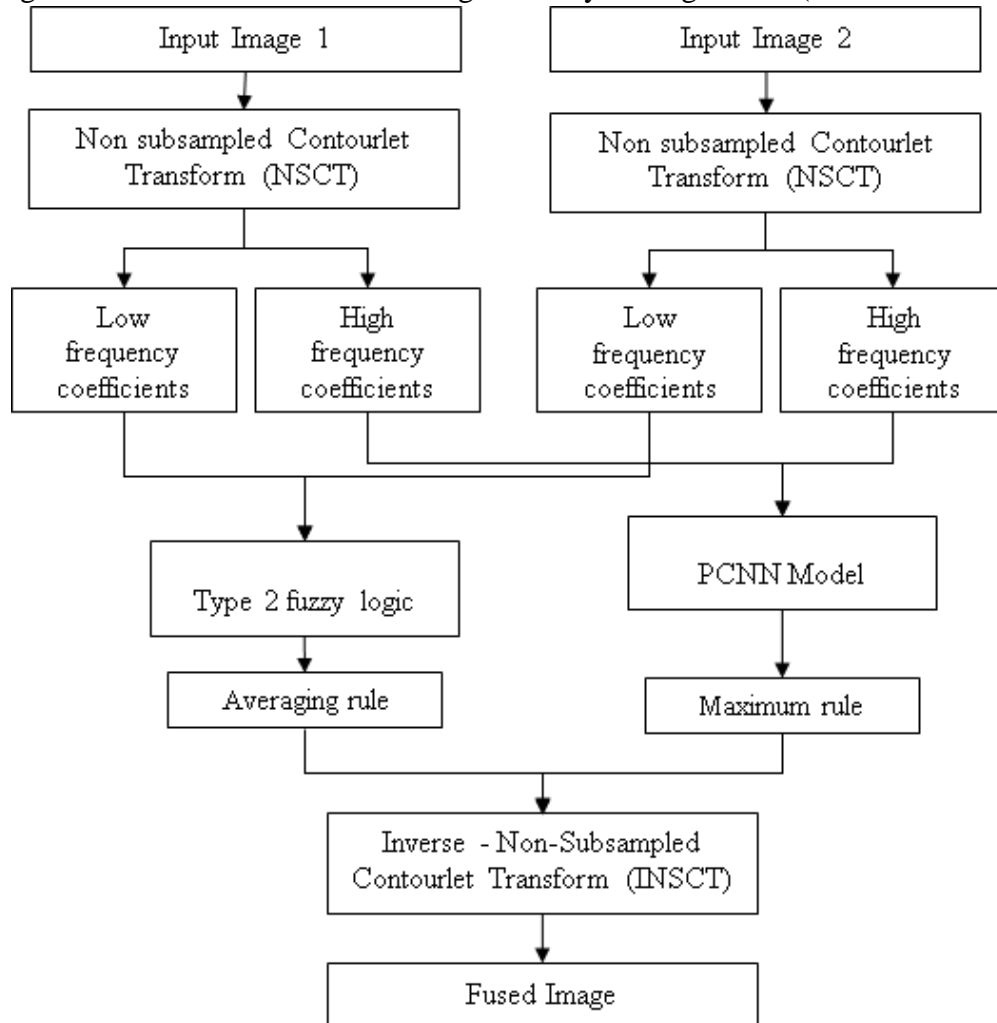 Input Image 1
Input Image 2
Non subsampled Contourlet
Transform (NSCT)
Non subsampled Contourlet
Transform (NSCT)
Low
frequency
coefficients
High
frequency
coefficients
Low
frequency
coefficients
High
frequency
coefficients
Type 2 fuzzy logic
PCNN Model
Averaging rule
Maximum rule
Inverse - Non-Subsampled
Contourlet Transform (INSCT)
Fused Image